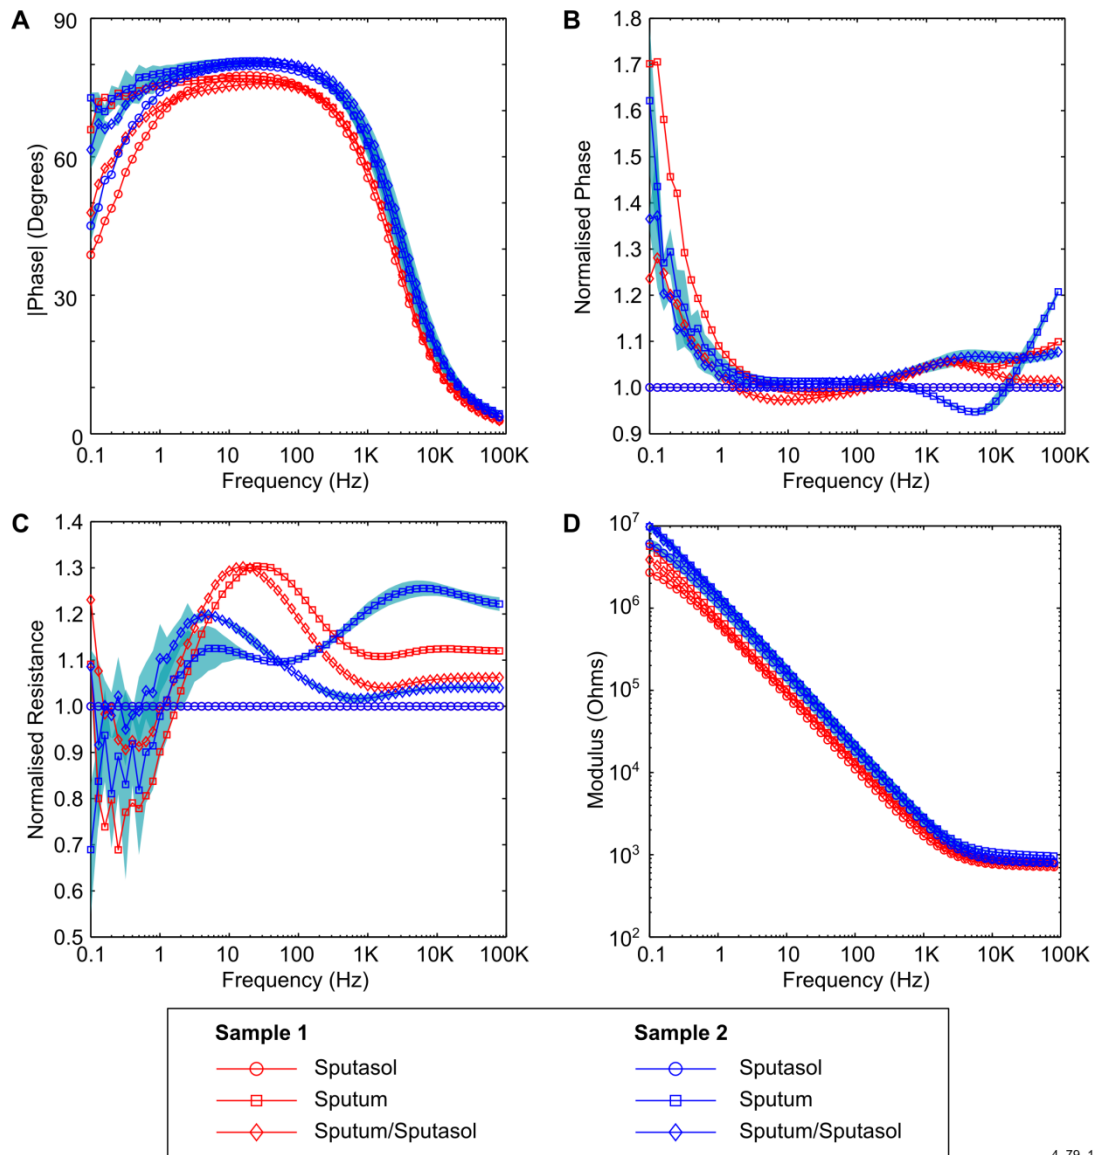 A
90
60
30
0
|Phase| (Degrees)
0.1 1 10 100 1K 10K 100K
Frequency (Hz)
B
1.8
1.7
1.6
1.5
1.4
1.3
1.2
1.1
1.0
0.9
Normalised Phase
0.1 1 10 100 1K 10K 100K
Frequency (Hz)
C
1.4
1.3
1.2
1.1
1.0
0.9
0.8
0.7
0.6
0.5
Normalised Resistance
0.1 1 10 100 1K 10K 100K
Frequency (Hz)
D
10⁷
10⁶
10⁵
10⁴
10³
10²
Modulus (Ohms)
0.1 1 10 100 1K 10K 100K
Frequency (Hz)
Sample 1
Sputasol
Sputum
Sputum/Sputasol
Sample 2
Sputasol
Sputum
Sputum/Sputasol